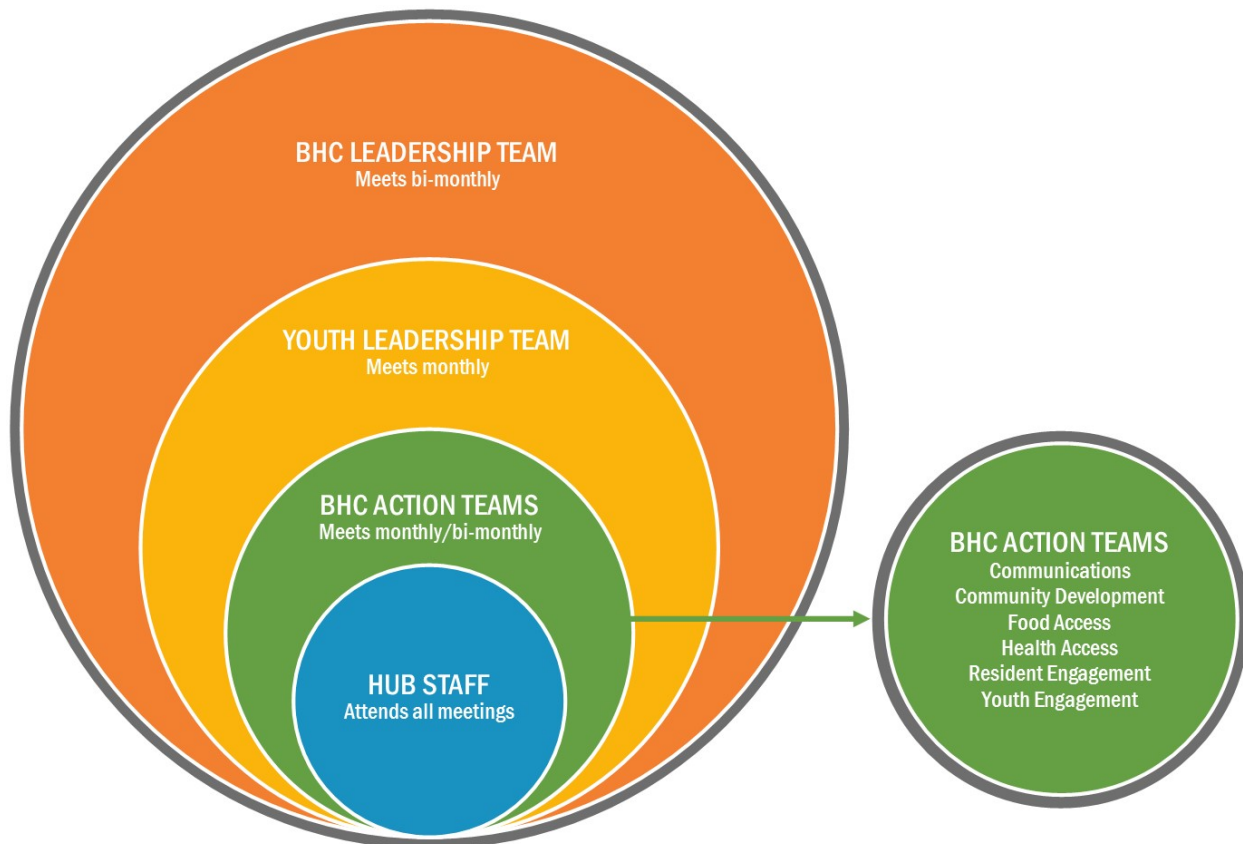 BHC LEADERSHIP TEAM
Meets bi-monthly
YOUTH LEADERSHIP TEAM
Meets monthly
BHC ACTION TEAMS
Meets monthly/bi-monthly
HUB STAFF
Attends all meetings
BHC ACTION TEAMS
Communications
Community Development
Food Access
Health Access
Resident Engagement
Youth Engagement